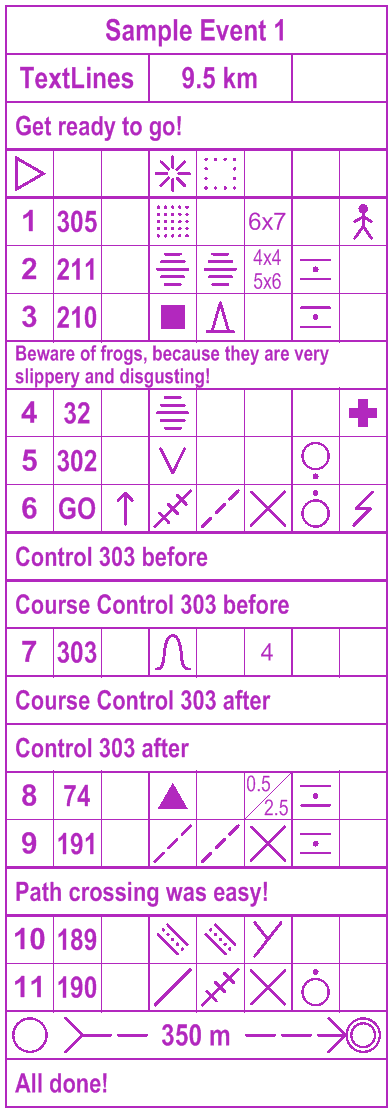 Sample Event 1
TextLines 9.5 km
Get ready to go!
1 305 6x7
2 211 4x4 5x6
3 210
Beware of frogs, because they are very
slippery and disgusting!
4 32
5 302
6 GO
Control 303 before
Course Control 303 before
7 303 4
Course Control 303 after
Control 303 after
8 74 0.5 2.5
9 191
Path crossing was easy!
10 189
11 190
350 m
All done!